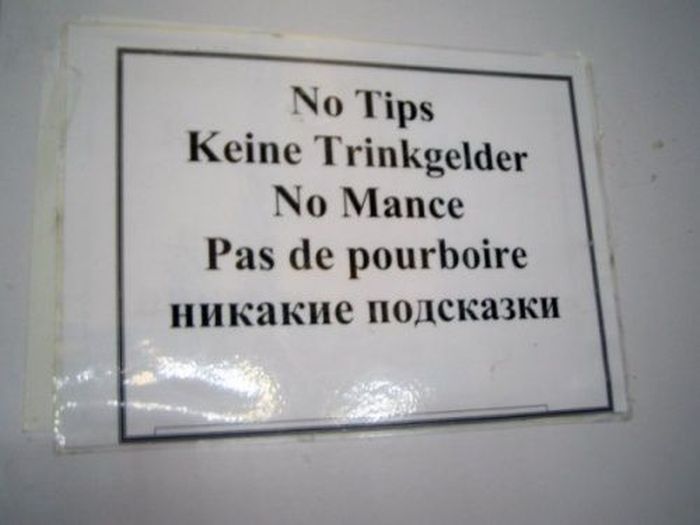 No Tips
Keine Trinkgelder
No Mance
Pas de pourboire
никакие подсказки